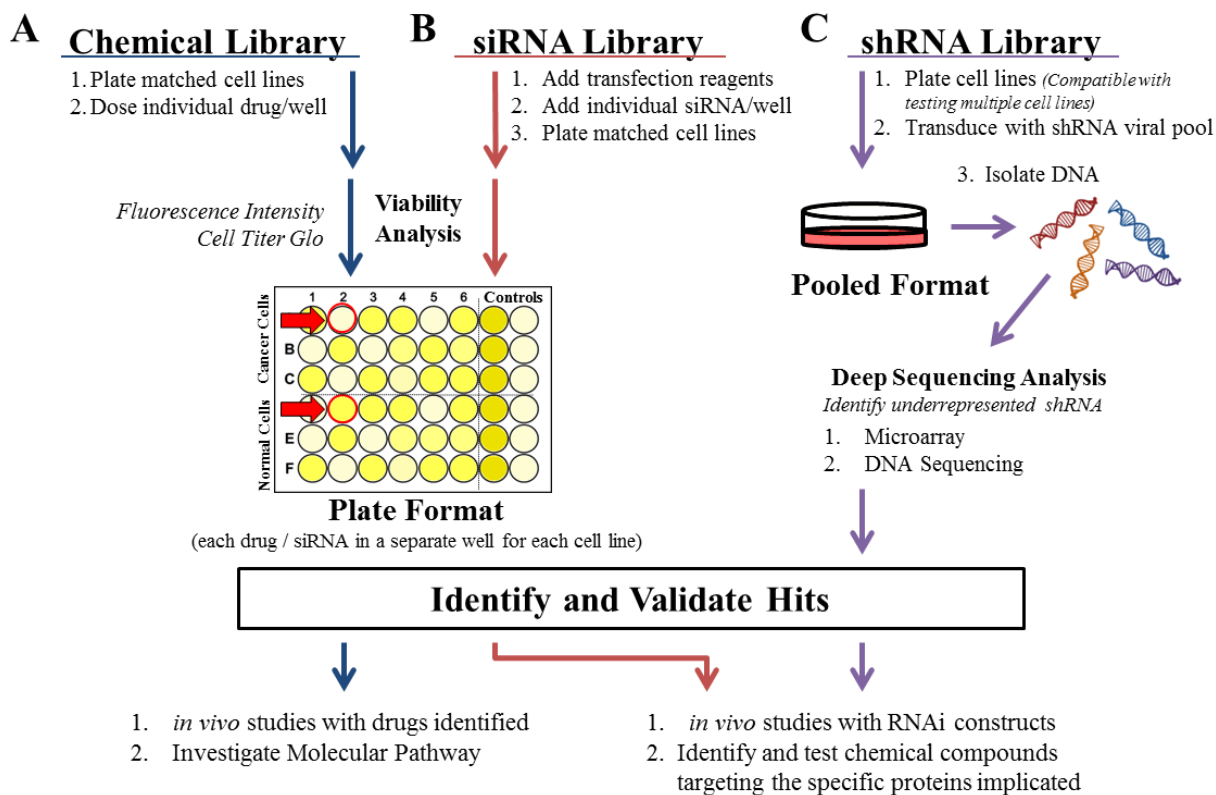 A
Chemical Library
1. Plate matched cell lines
2. Dose individual drug/well
B
siRNA Library
1. Add transfection reagents
2. Add individual siRNA/well
3. Plate matched cell lines
C
shRNA Library
1. Plate cell lines (Compatible with
testing multiple cell lines)
2. Transduce with shRNA viral pool
3. Isolate DNA
Fluorescence Intensity
Cell Titer Glo
Viability
Analysis
Pooled Format
1 2 3 4 5 6 Controls
Cancer Cells
B
C
Normal Cells
E
F
Plate Format
(each drug / siRNA in a separate well for each cell line)
Deep Sequencing Analysis
Identify underrepresented shRNA
1. Microarray
2. DNA Sequencing
Identify and Validate Hits
1. in vivo studies with drugs identified
2. Investigate Molecular Pathway
1. in vivo studies with RNAi constructs
2. Identify and test chemical compounds
targeting the specific proteins implicated